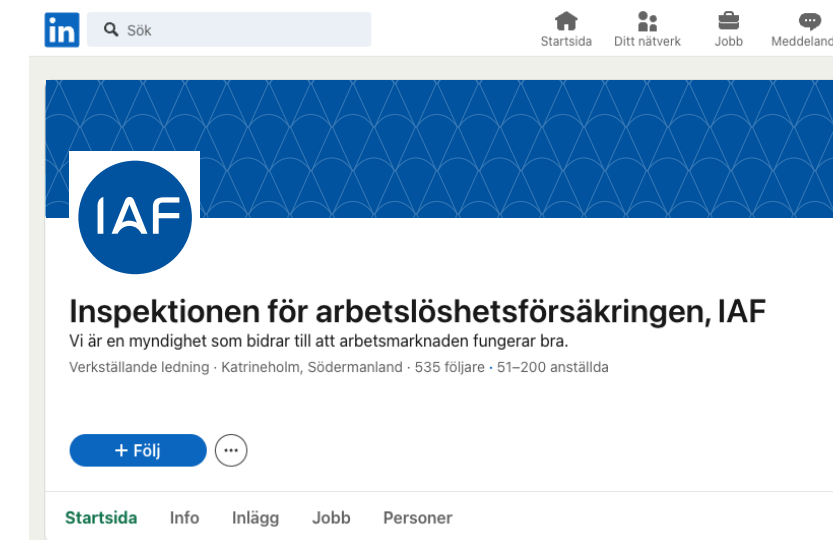 in
Sök
Startsida
Ditt nätverk
Jobb
Meddeland
IAF
Inspektionen för arbetslöshetsförsäkringen, IAF
Vi är en myndighet som bidrar till att arbetsmarknaden fungerar bra.
Verkställande ledning · Katrineholm, Södermanland · 535 följare · 51–200 anställda
+ Följ
Startsida
Info
Inlägg
Jobb
Personer